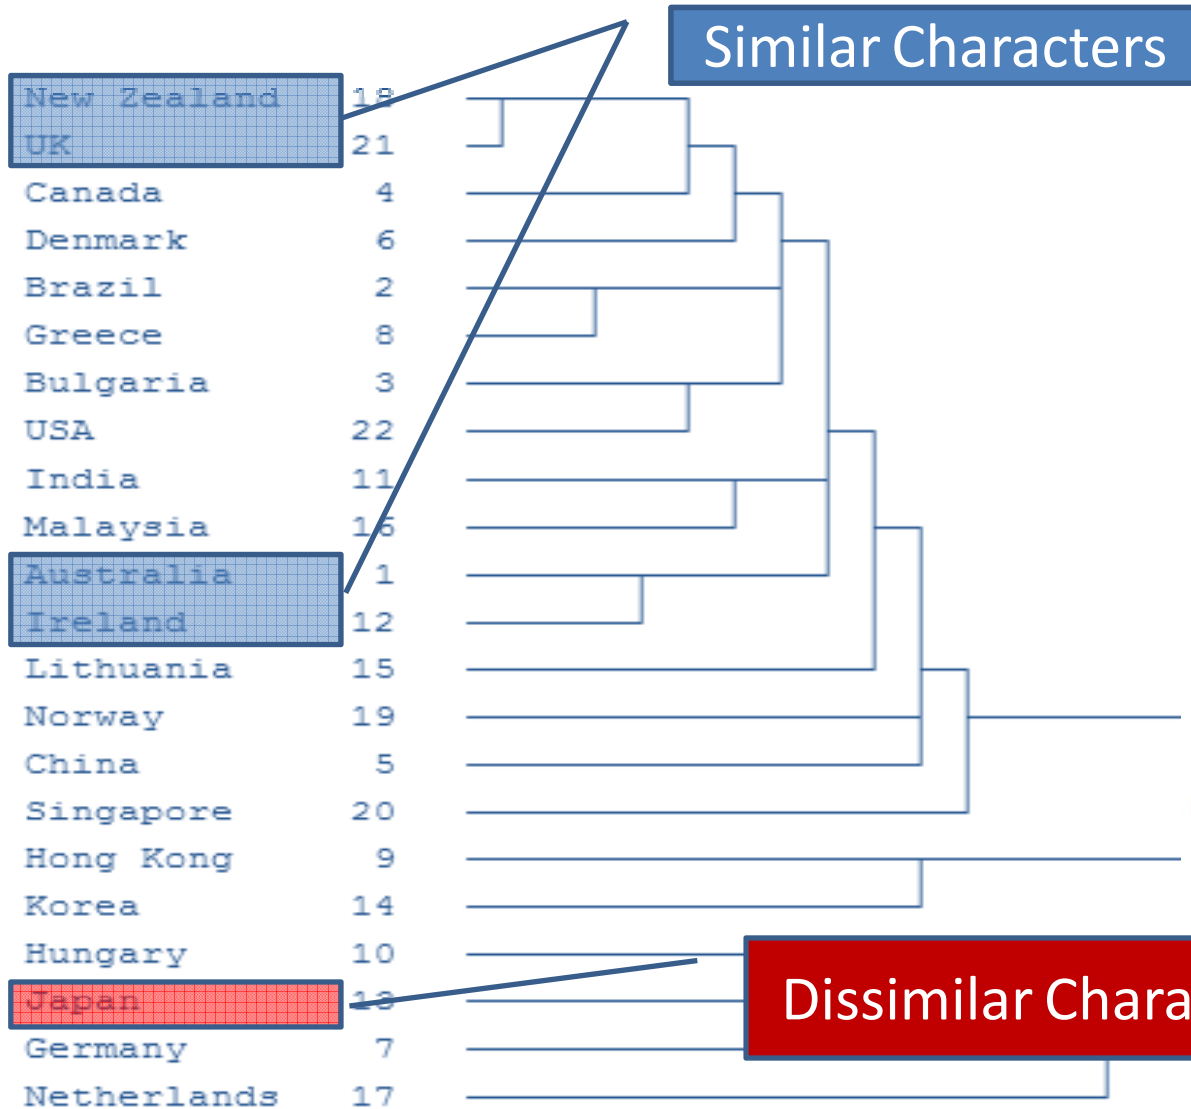 Similar Characters
New Zealand 18
UK 21
Canada 4
Denmark 6
Brazil 2
Greece 8
Bulgaria 3
USA 22
India 11
Malaysia 16
Australia 1
Ireland 12
Lithuania 15
Norway 19
China 5
Singapore 20
Hong Kong 9
Korea 14
Hungary 10
Japan 13
Dissimilar Chara
Germany 7
Netherlands 17